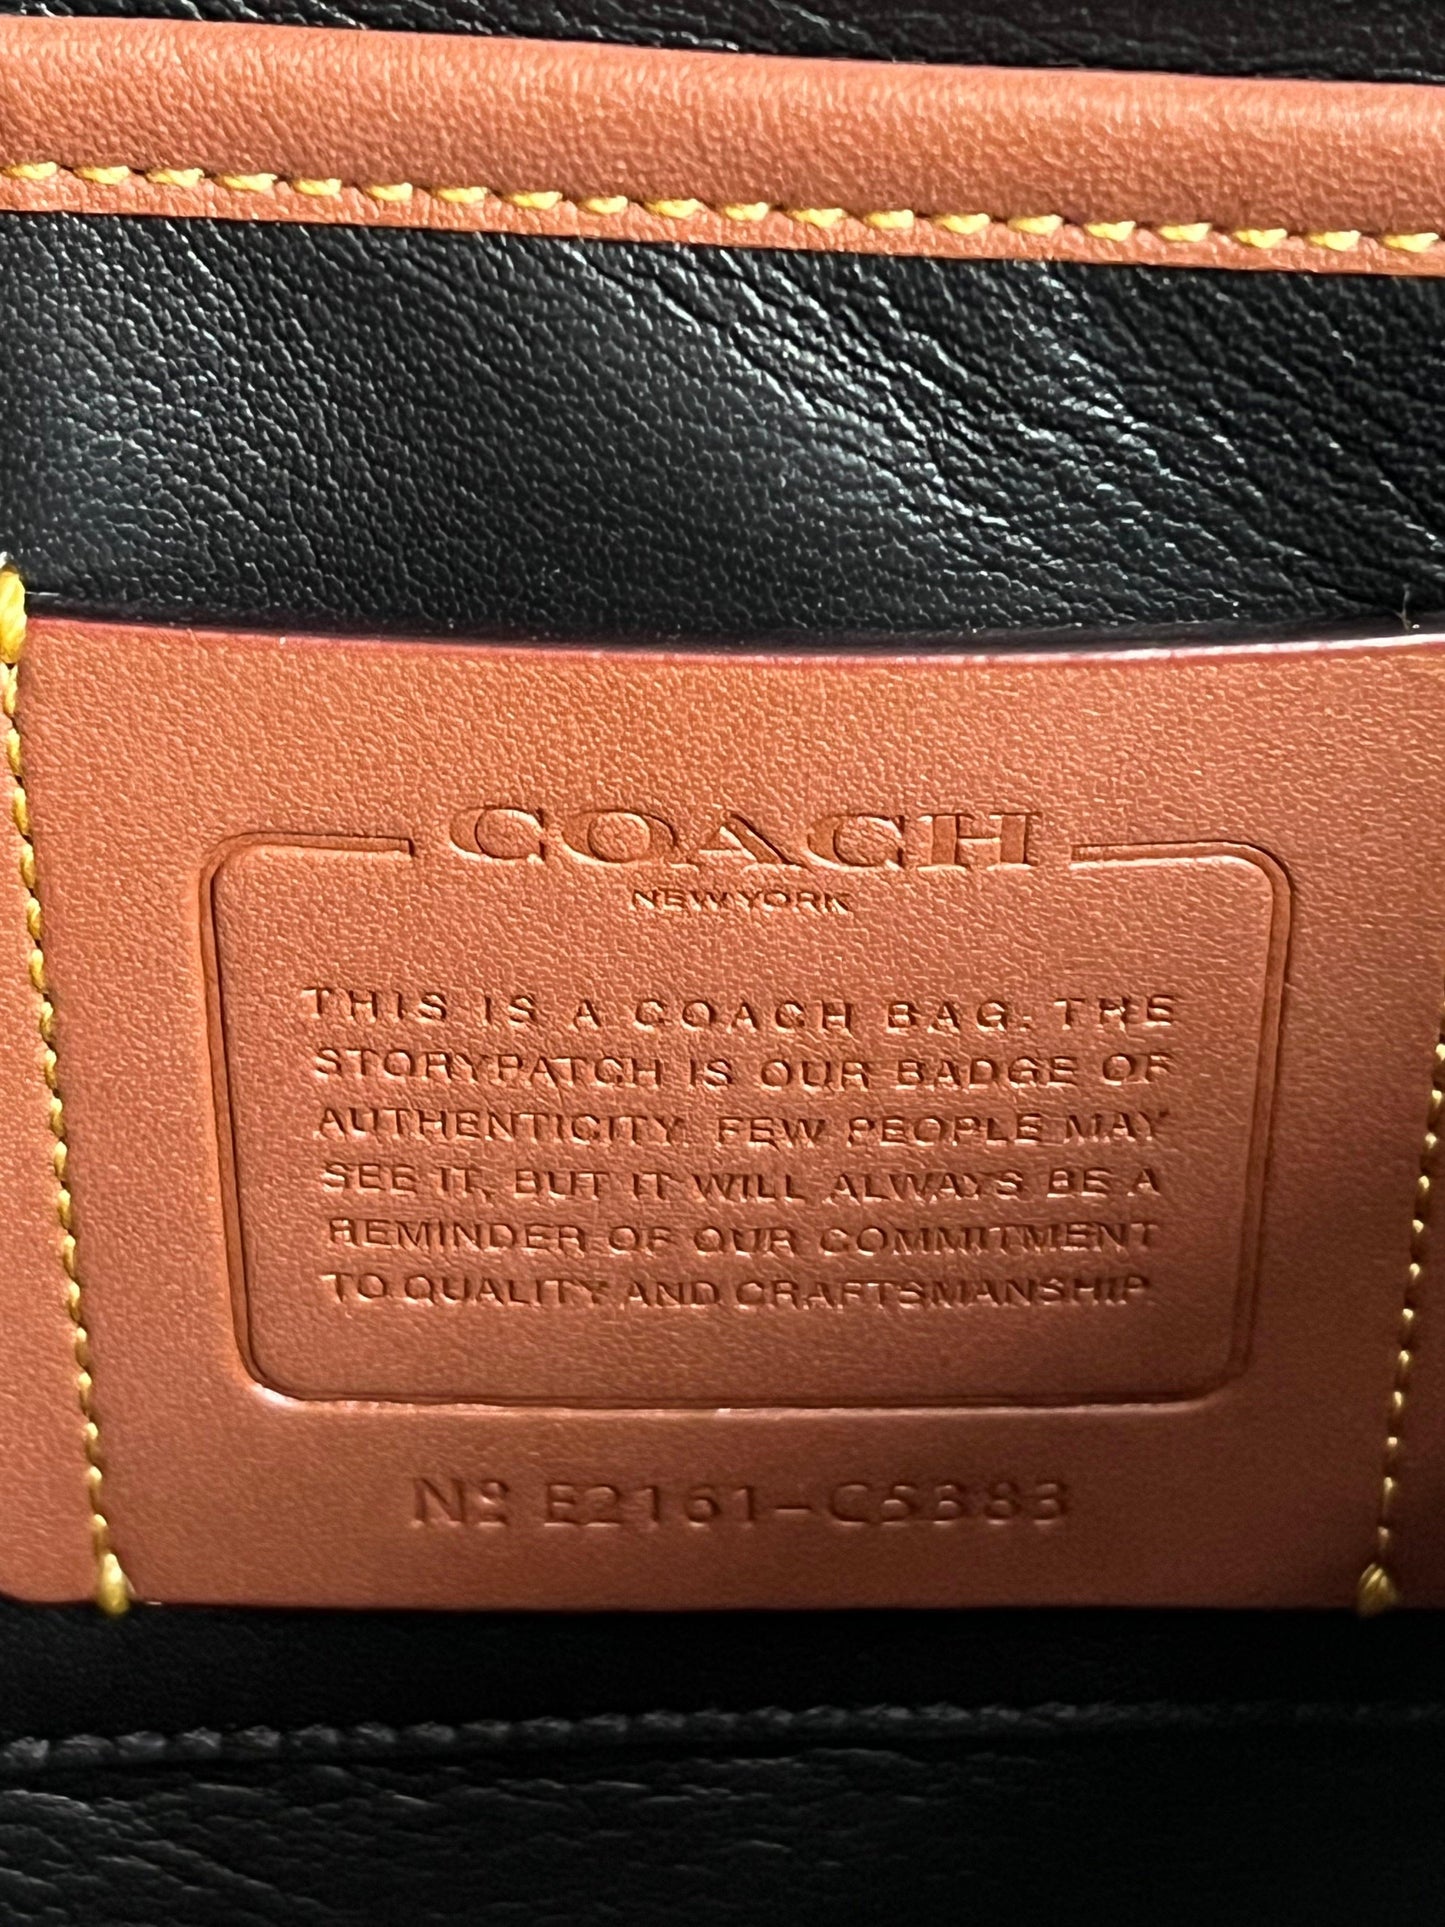 COACH
NEW YORK
THIS IS A COACH BAG. THE
STORYPATCH IS OUR BADGE OF
AUTHENTICITY. FEW PEOPLE MAY
SEE IT, BUT IT WILL ALWAYS BE A
REMINDER OF OUR COMMITMENT
TO QUALITY AND CRAFTSMANSHIP.
Nº E2161-C5383